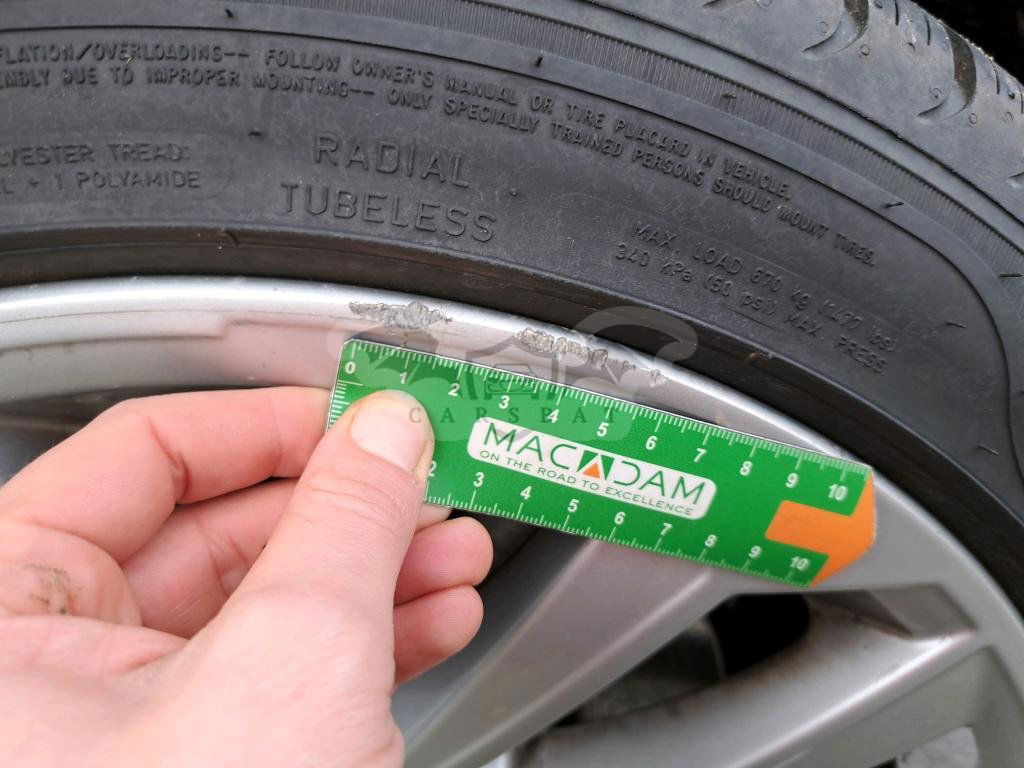 FLATION/OVERLOADING-- FOLLOW OWNER'S MANUAL OR TIRE PLACARD IN VEHICLE.
EMBLY DUE TO IMPROPER MOUNTING-- ONLY SPECIALLY TRAINED PERSONS SHOULD MOUNT TIRES.
LYESTER TREAD:
EL + 1 POLYAMIDE
RADIAL
TUBELESS
MAX LOAD 670 kg (1477 lbs)
340 KPa (50 psi) MAX PRESS
0 1 2 3 4 5 6 7 8 9 10
CARSPAT
MACADAM
ON THE ROAD TO EXCELLENCE
2 3 4 5 6 7 8 9 10